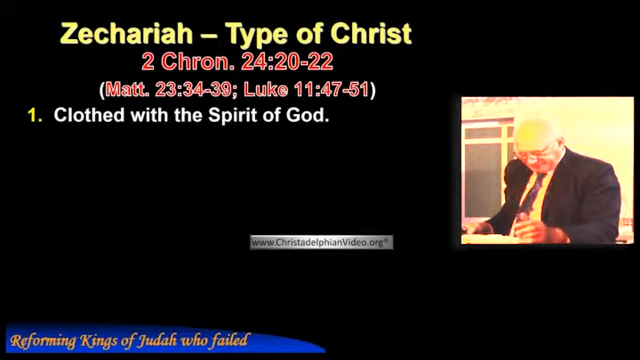 Zechariah – Type of Christ
2 Chron. 24:20-22
(Matt. 23:34-39; Luke 11:47-51)
1. Clothed with the Spirit of God.
www.ChristadelphianVideo.org®
Reforming Kings of Judah who failed